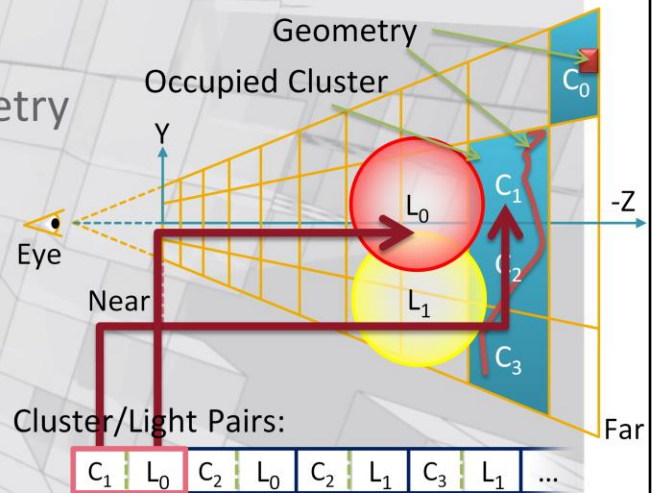 Geometry
etry
Occupied Cluster
C₀
Y
C₁
L₀
-Z
Eye
C₂
Near
L₁
C₃
Cluster/Light Pairs:
Far
C₁ L₀ C₂ L₀ C₂ L₁ C₃ L₁ ...